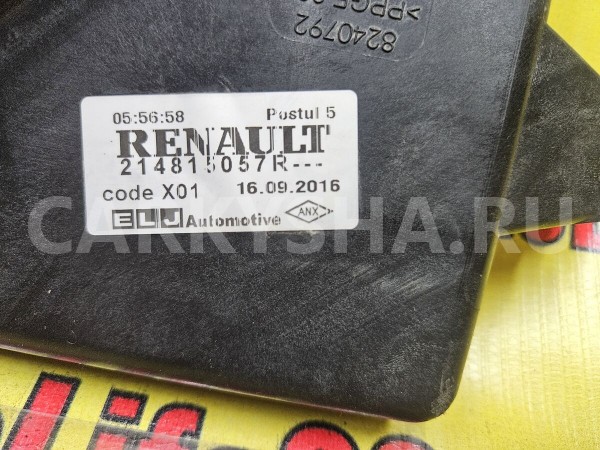 8240792
05:56:58 Postul 5
RENAULT
214815057R---
code X01 16.09.2016
ELJ Automotive ANX
CARKYSHA.RU